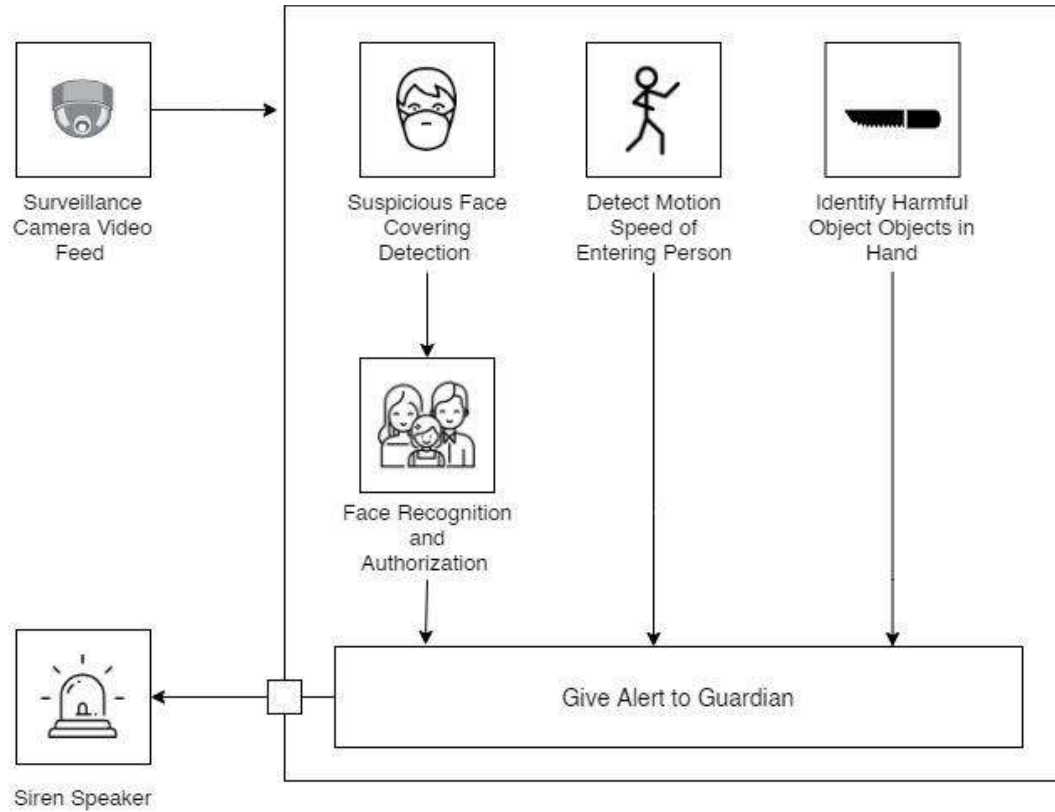 Surveillance
Camera Video
Feed
Suspicious Face
Covering
Detection
Detect Motion
Speed of
Entering Person
Identify Harmful
Object Objects in
Hand
Face Recognition
and
Authorization
Give Alert to Guardian
Siren Speaker